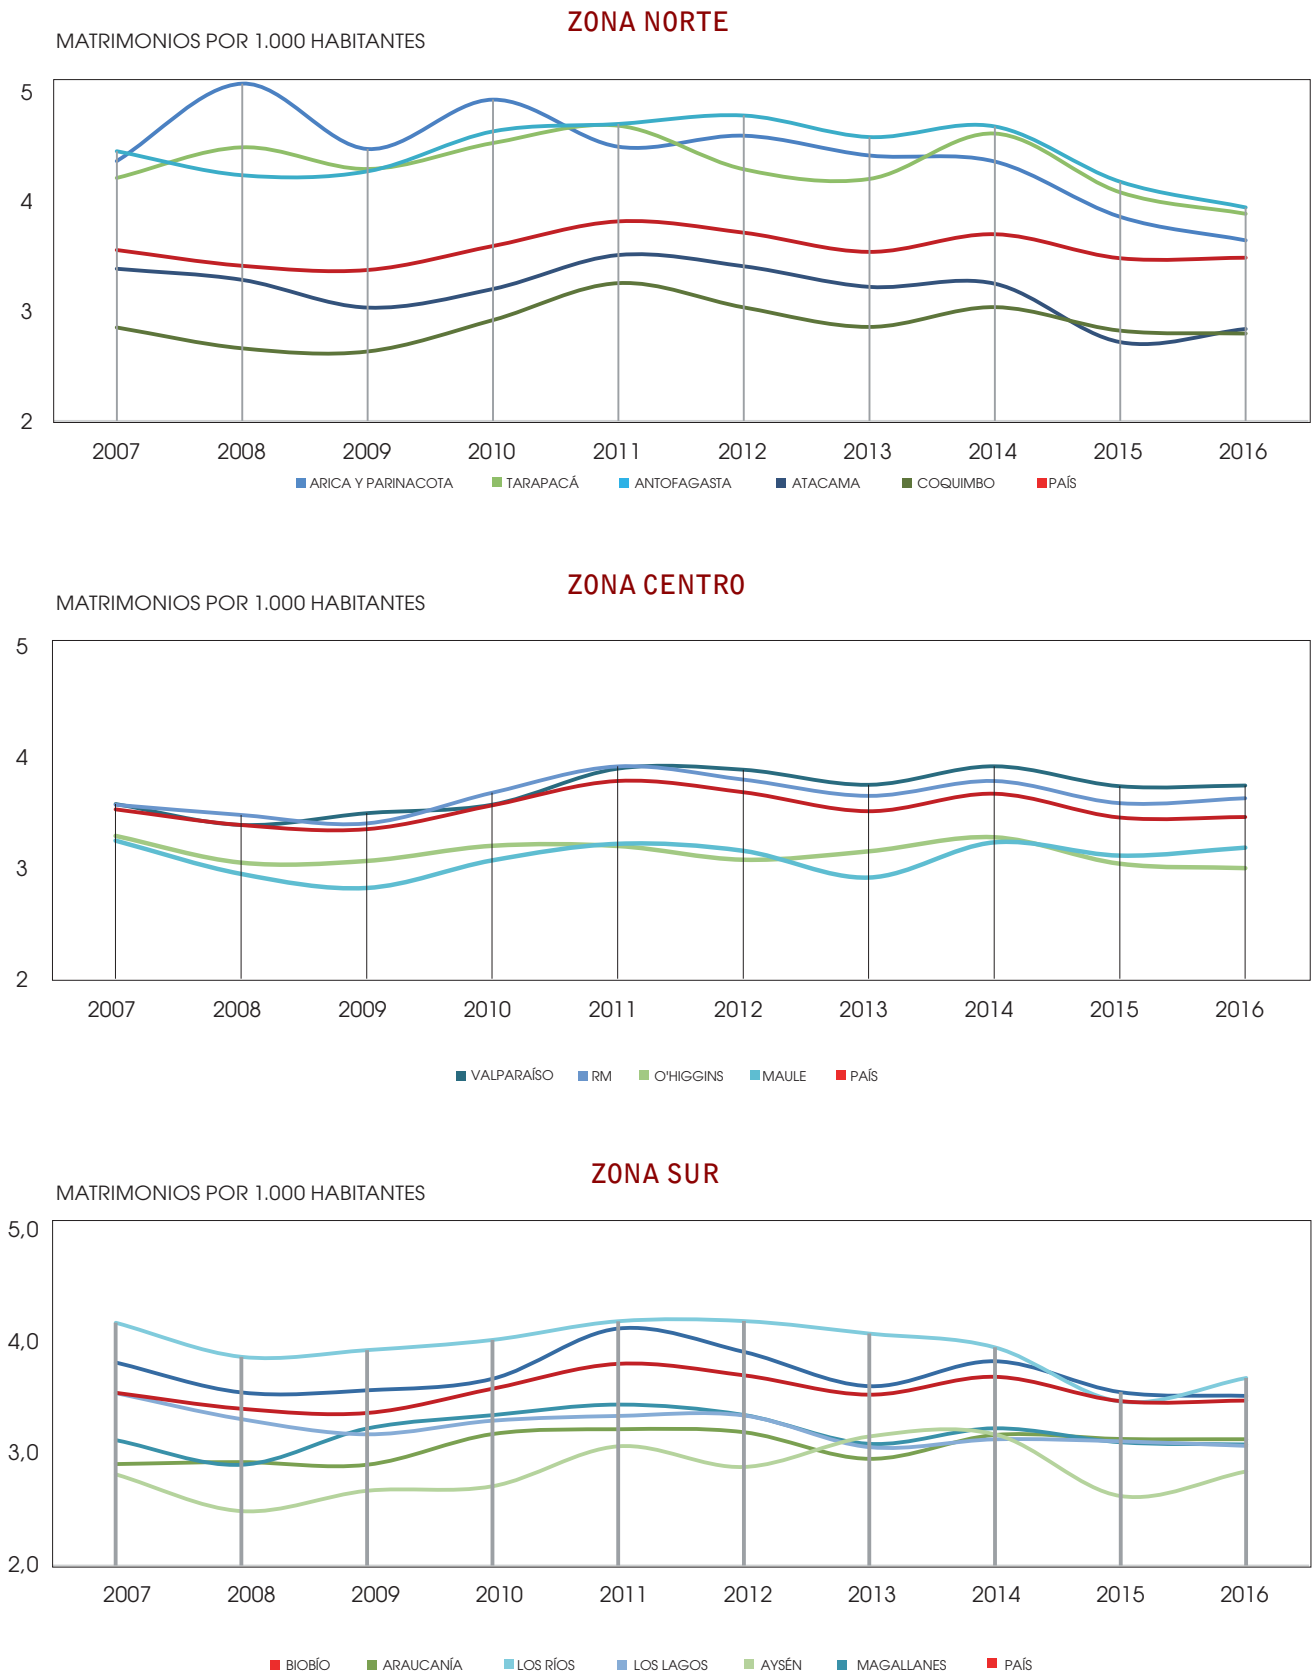 ZONA NORTE
MATRIMONIOS POR 1.000 HABITANTES
5
4
3
2
2007 2008 2009 2010 2011 2012 2013 2014 2015 2016
ARICA Y PARINACOTA TARAPACÁ ANTOFAGASTA ATACAMA COQUIMBO PAÍS
ZONA CENTRO
MATRIMONIOS POR 1.000 HABITANTES
5
4
3
2
2007 2008 2009 2010 2011 2012 2013 2014 2015 2016
VALPARAÍSO RM O'HIGGINS MAULE PAÍS
ZONA SUR
MATRIMONIOS POR 1.000 HABITANTES
5,0
4,0
3,0
2,0
2007 2008 2009 2010 2011 2012 2013 2014 2015 2016
BIOBÍO ARAUCANÍA LOS RÍOS LOS LAGOS AYSÉN MAGALLANES PAÍS